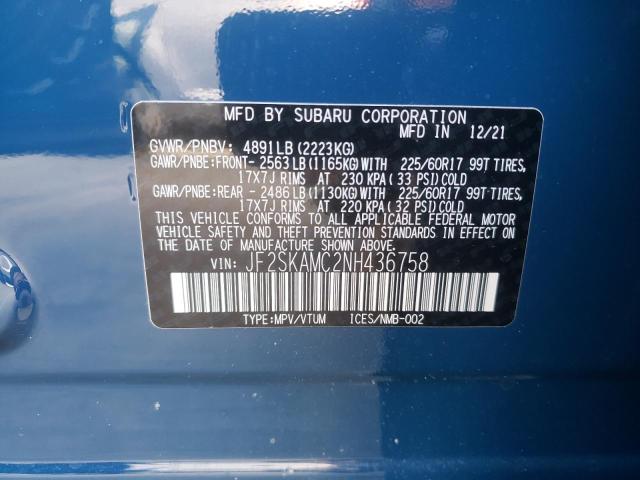 MFD BY SUBARU CORPORATION
MFD IN 12/21
GVWR/PNBV: 4891LB(2223KG)
GAWR/PNBE:FRONT- 2563LB(1165KG)WITH 225/60R17 99T TIRES,
17X7J RIMS AT 230 KPA(33 PSI)COLD
GAWR/PNBE:REAR - 2486LB(1130KG)WITH 225/60R17 99T TIRES,
17X7J RIMS AT 220 KPA(32 PSI)COLD
THIS VEHICLE CONFORMS TO ALL APPLICABLE FEDERAL MOTOR
VEHICLE SAFETY AND THEFT PREVENTION STANDARDS IN EFFECT ON
THE DATE OF MANUFACTURE SHOWN ABOVE.
VIN: JF2SKAMC2NH436758
TYPE:MPV/VTUM ICES/NMB-002